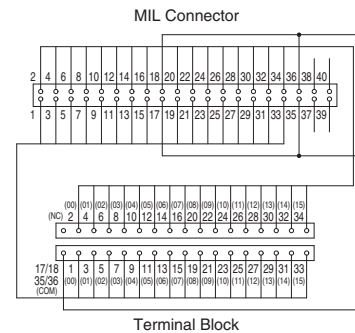 MIL Connector
2 4 6 8 10 12 14 16 18 20 22 24 26 28 30 32 34 36 38 40
1 3 5 7 9 11 13 15 17 19 21 23 25 27 29 31 33 35 37 39
(00) (01) (02) (03) (04) (05) (06) (07) (08) (09) (10) (11) (12) (13) (14) (15)
(NC) 2 4 6 8 10 12 14 16 20 22 24 26 28 30 32 34
17/18 1 3 5 7 9 11 13 15 19 21 23 25 27 29 31 33
35/36 (00) (01) (02) (03) (04) (05) (06) (07) (08) (09) (10) (11) (12) (13) (14) (15)
(COM)
Terminal Block